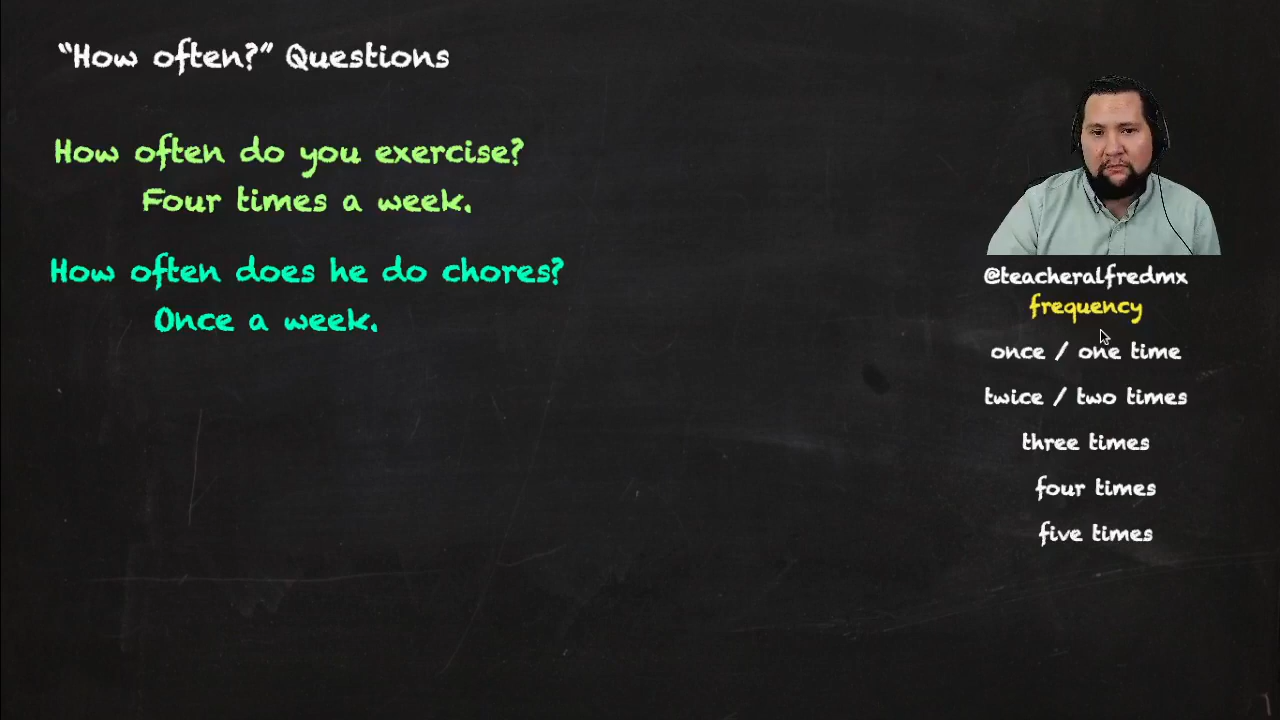 “How often?” Questions
How often do you exercise?
Four times a week.
How often does he do chores?
Once a week.
@teacheralfredmx
frequency
once / one time
twice / two times
three times
four times
five times